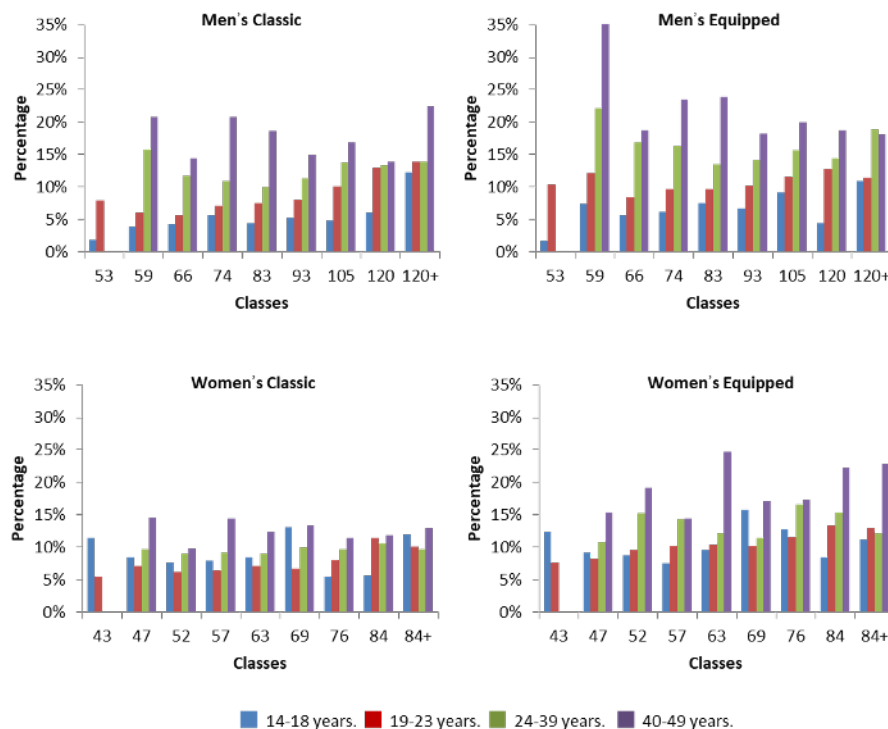 Men's Classic
35%
30%
25%
20%
15%
10%
5%
0%
Percentage
53 59 66 74 83 93 105 120 120+
Classes
Men's Equipped
35%
30%
25%
20%
15%
10%
5%
0%
Percentage
53 59 66 74 83 93 105 120 120+
Classes
Women's Classic
35%
30%
25%
20%
15%
10%
5%
0%
Percentage
43 47 52 57 63 69 76 84 84+
Classes
Women's Equipped
35%
30%
25%
20%
15%
10%
5%
0%
Percentage
43 47 52 57 63 69 76 84 84+
Classes
14-18 years. 19-23 years. 24-39 years. 40-49 years.